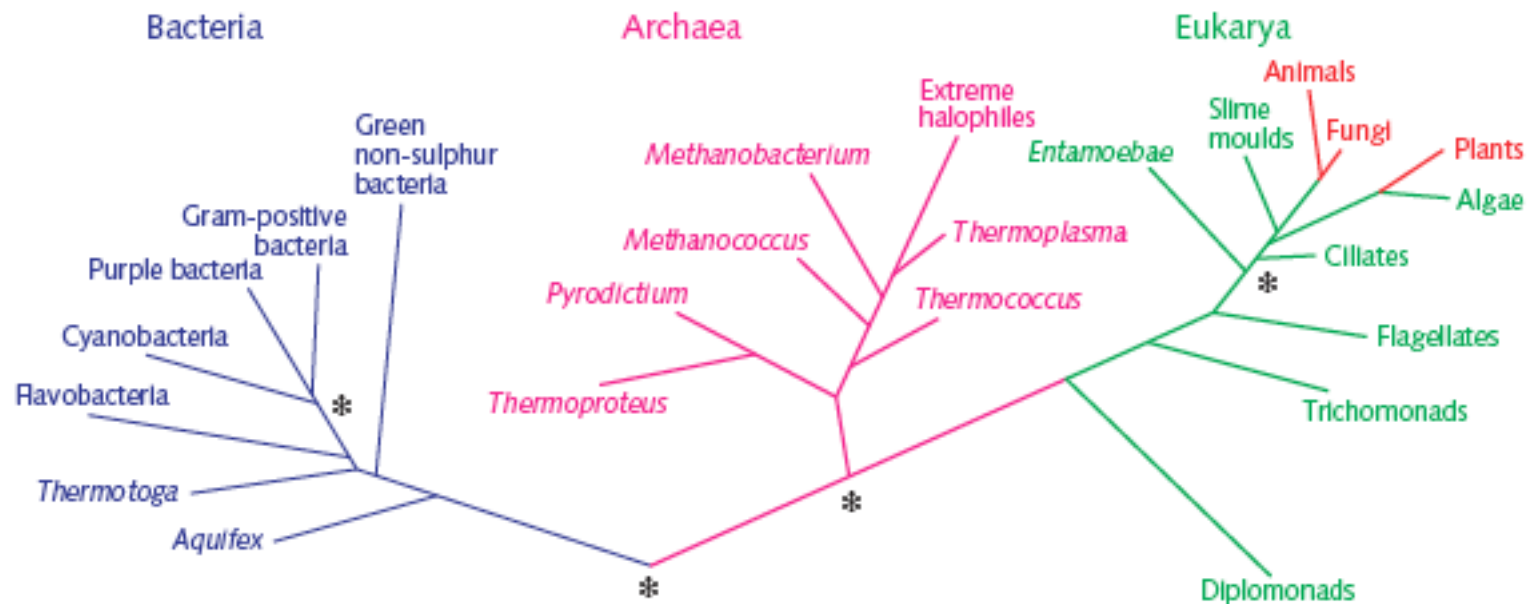 Bacteria
Archaea
Eukarya
Green
non-sulphur
bacteria
Gram-positive
bacteria
Purple bacteria
Cyanobacteria
Flavobacteria
Thermotoga
Aquifex
*
*
Extreme
halophiles
Methanobacterium
Methanococcus
Thermoplasma
Pyrodictium
Thermococcus
Thermoproteus
*
Animals
Slime
moulds
Fungi
Entamoebae
Plants
Algae
Ciliates
*
Flagellates
Trichomonads
Diplomonads